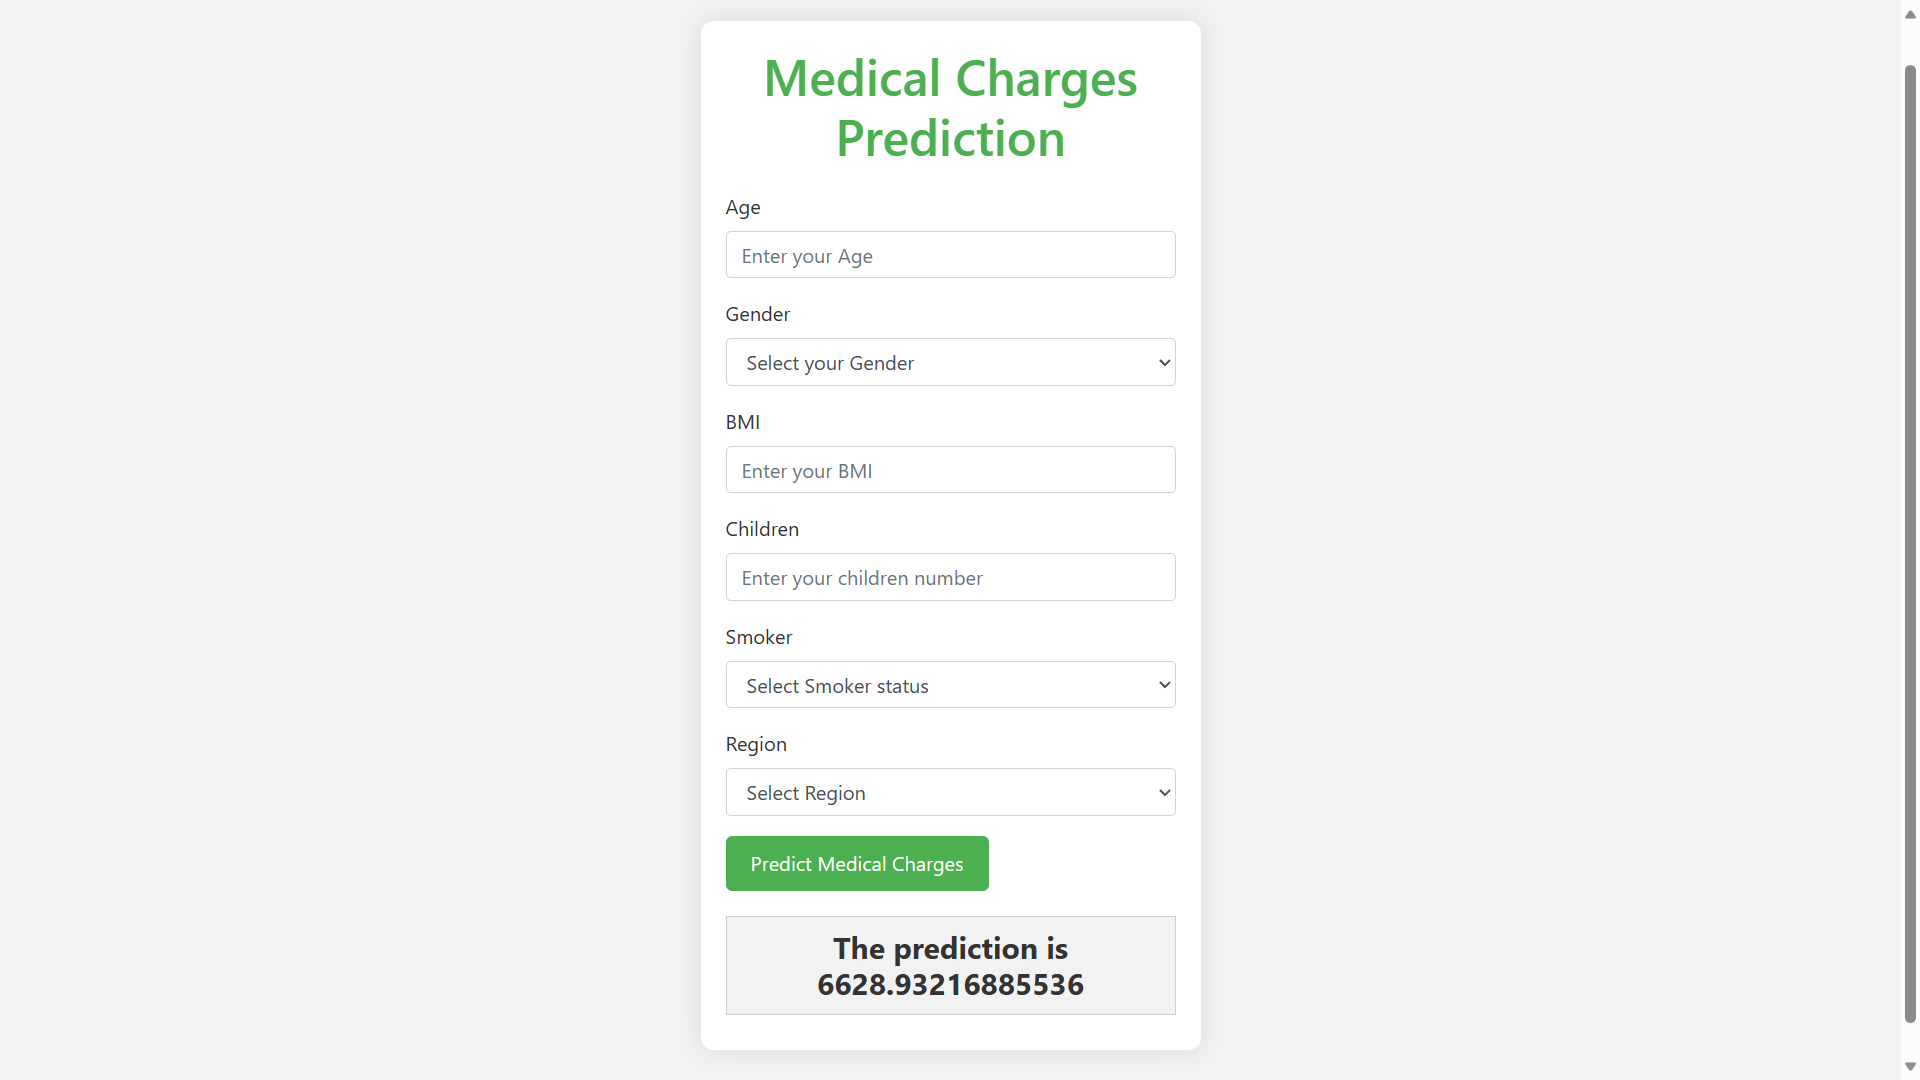 Medical Charges
Prediction
Age
Enter your Age
Gender
Select your Gender
BMI
Enter your BMI
Children
Enter your children number
Smoker
Select Smoker status
Region
Select Region
Predict Medical Charges
The prediction is
6628.93216885536